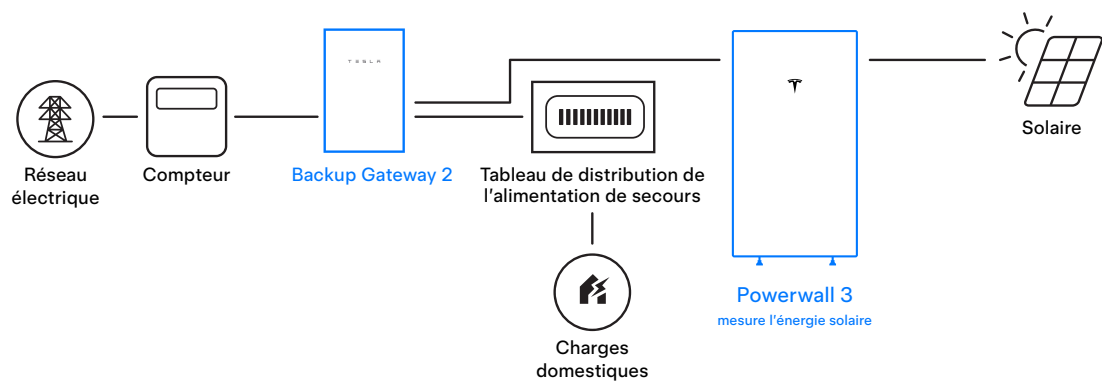 TESLA
Réseau
électrique
Compteur
Backup Gateway 2
Tableau de distribution de
l'alimentation de secours
Charges
domestiques
Powerwall 3
mesure l'énergie solaire
Solaire